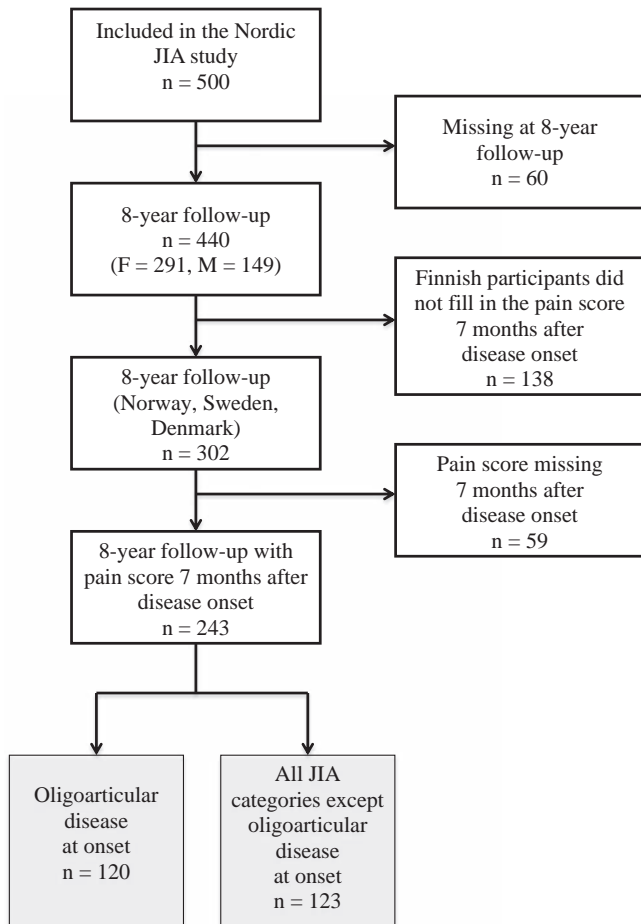 Included in the Nordic
JIA study
n = 500
Missing at 8-year
follow-up
n = 60
8-year follow-up
n = 440
(F = 291, M = 149)
Finnish participants did
not fill in the pain score
7 months after
disease onset
n = 138
8-year follow-up
(Norway, Sweden,
Denmark)
n = 302
Pain score missing
7 months after
disease onset
n = 59
8-year follow-up with
pain score 7 months after
disease onset
n = 243
Oligoarticular
disease
at onset
n = 120
All JIA
categories except
oligoarticular
disease
at onset
n = 123